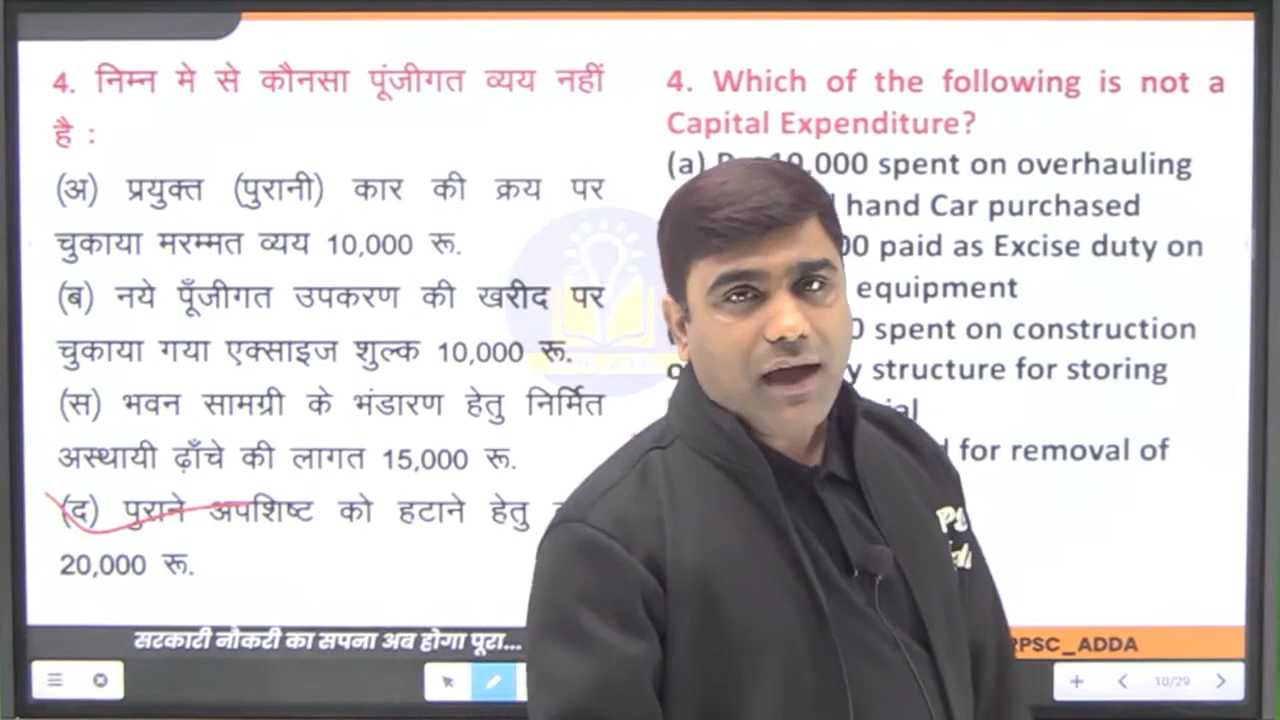 4. निम्न मे से कौनसा पूंजीगत व्यय नहीं
है :
(अ) प्रयुक्त (पुरानी) कार की क्रय पर
चुकाया मरम्मत व्यय 10,000 रू.
(ब) नये पूँजीगत उपकरण की खरीद पर
चुकाया गया एक्साइज शुल्क 10,000 रू.
(स) भवन सामग्री के भंडारण हेतु निर्मित
अस्थायी ढ़ाँचे की लागत 15,000 रू.
(द) पुराने अपशिष्ट को हटाने हेतु
20,000 रू.
4. Which of the following is not a
Capital Expenditure?
(a) 10,000 spent on overhauling
hand Car purchased
paid as Excise duty on
equipment
spent on construction
structure for storing
for removal of
सरकारी नौकरी का सपना अब होगा पूरा...
RPSC_ADDA
10/29